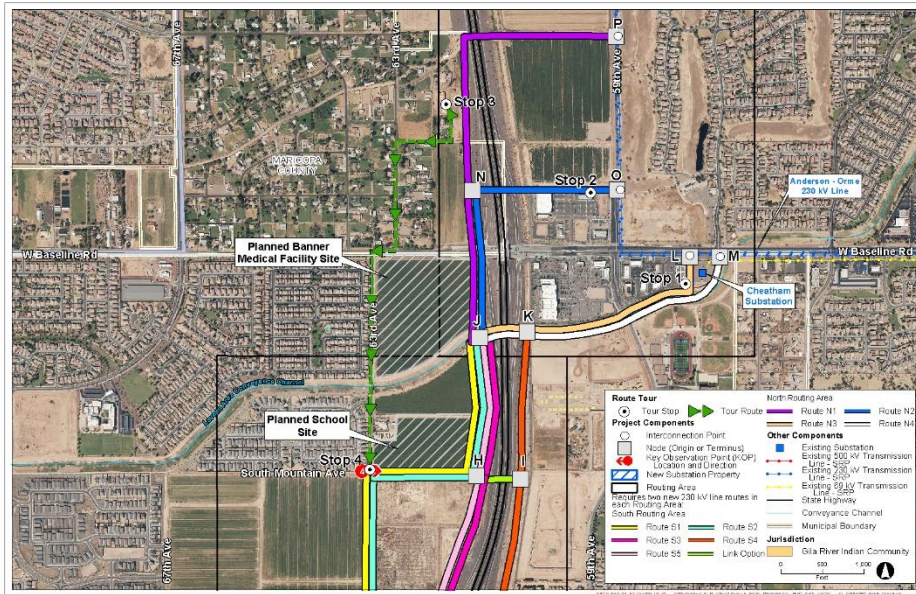 67th Ave
63rd Ave
P
59th Ave
Stop 3
MARICOPA
COUNTY
N
Stop 2
O
Anderson - Orme
230 kV Line
W Baseline Rd
Planned Banner
Medical Facility Site
L
M
W Baseline Rd
Stop 1
Cheatham
Substation
63rd Ave
J
K
Conveyance Channel
Planned School
Site
Stop 4
South Mountain Ave
H
I
67th Ave
59th Ave
Route Tour
Tour Stop
Tour Route
Project Components
Interconnection Point
Node (Origin or Terminus)
Key Observation Point (KOP)
Location and Direction
New Substation Property
Routing Area
Requires two new 230 kV line routes in
each Routing Area:
South Routing Area
Route S1
Route S2
Route S3
Route S4
Route S5
Link Option
North Routing Area
Route N1
Route N2
Route N3
Route N4
Other Components
Existing Substation
Existing 500 kV Transmission
Line - SRP
Existing 230 kV Transmission
Line - SRP
Existing 69 kV Transmission
Line - SRP
State Highway
Conveyance Channel
Municipal Boundary
Jurisdiction
Gila River Indian Community
0 500 1,000
Feet